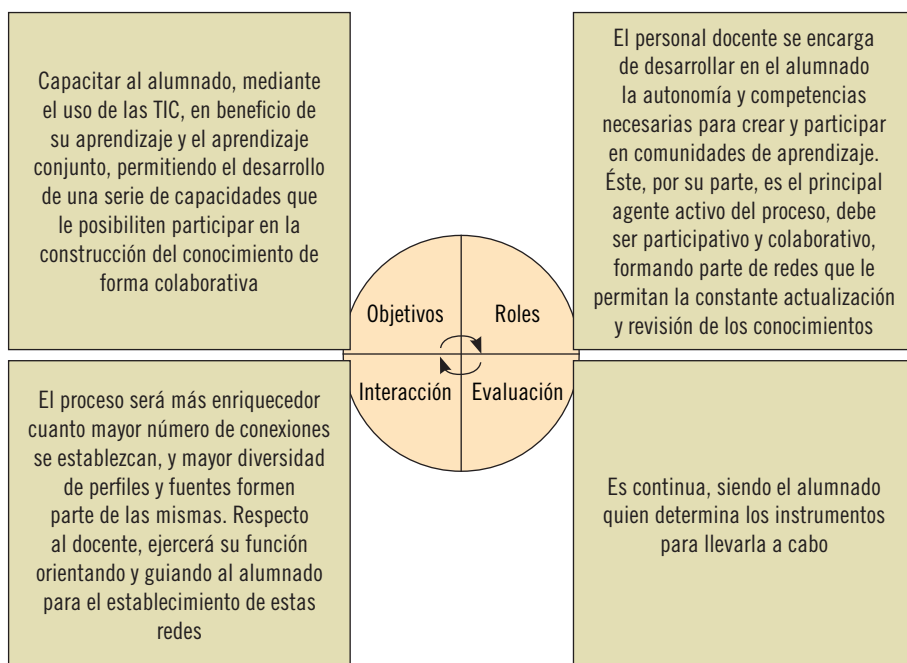 Capacitar al alumnado, mediante
el uso de las TIC, en beneficio de
su aprendizaje y el aprendizaje
conjunto, permitiendo el desarrollo
de una serie de capacidades que
le posibiliten participar en la
construcción del conocimiento de
forma colaborativa
El personal docente se encarga
de desarrollar en el alumnado
la autonomía y competencias
necesarias para crear y participar
en comunidades de aprendizaje.
Éste, por su parte, es el principal
agente activo del proceso, debe
ser participativo y colaborativo,
formando parte de redes que le
permitan la constante actualización
y revisión de los conocimientos
Objetivos
Roles
Interacción
Evaluación
El proceso será más enriquecedor
cuanto mayor número de conexiones
se establezcan, y mayor diversidad
de perfiles y fuentes formen
parte de las mismas. Respecto
al docente, ejercerá su función
orientando y guiando al alumnado
para el establecimiento de estas
redes
Es continua, siendo el alumnado
quien determina los instrumentos
para llevarla a cabo